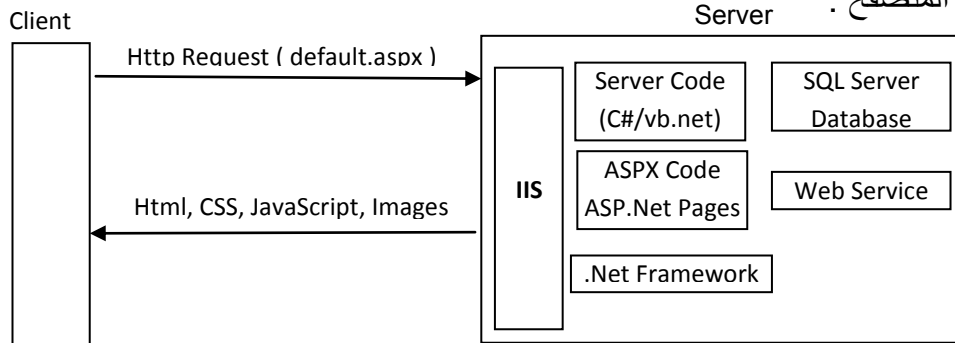 المتصفح .
Client
Server
Http Request ( default.aspx )
Html, CSS, JavaScript, Images
IIS
Server Code
(C#/vb.net)
SQL Server
Database
ASPX Code
ASP.Net Pages
Web Service
.Net Framework